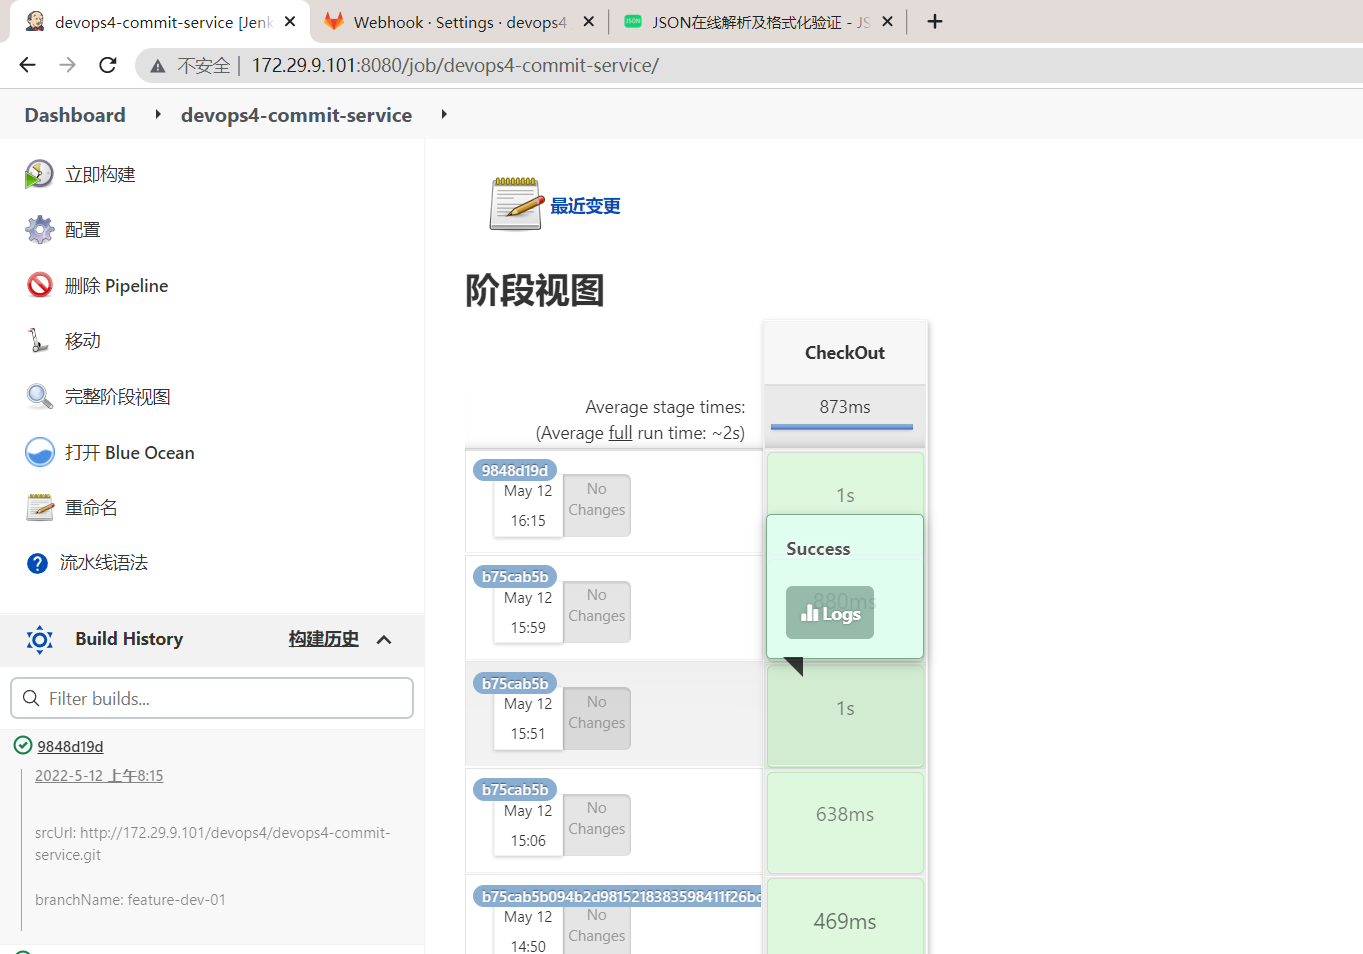 devops4-commit-service [Jenk
Webhook · Settings · devops4
JSON在线解析及格式化验证 - JS
不安全 | 172.29.9.101:8080/job/devops4-commit-service/
Dashboard
devops4-commit-service
立即构建
配置
删除 Pipeline
移动
完整阶段视图
打开 Blue Ocean
重命名
流水线语法
Build History
构建历史
Filter builds...
9848d19d
2022-5-12 上午8:15
srcUrl: http://172.29.9.101/devops4/devops4-commit-
service.git
branchName: feature-dev-01
最近变更
阶段视图
CheckOut
Average stage times:
(Average full run time: ~2s)
873ms
9848d19d
May 12
16:15
No
Changes
1s
b75cab5b
May 12
15:59
No
Changes
Success
880ms
Logs
b75cab5b
May 12
15:51
No
Changes
1s
b75cab5b
May 12
15:06
No
Changes
638ms
b75cab5b094b2d9815218383598411f26bc
May 12
14:50
No
Changes
469ms